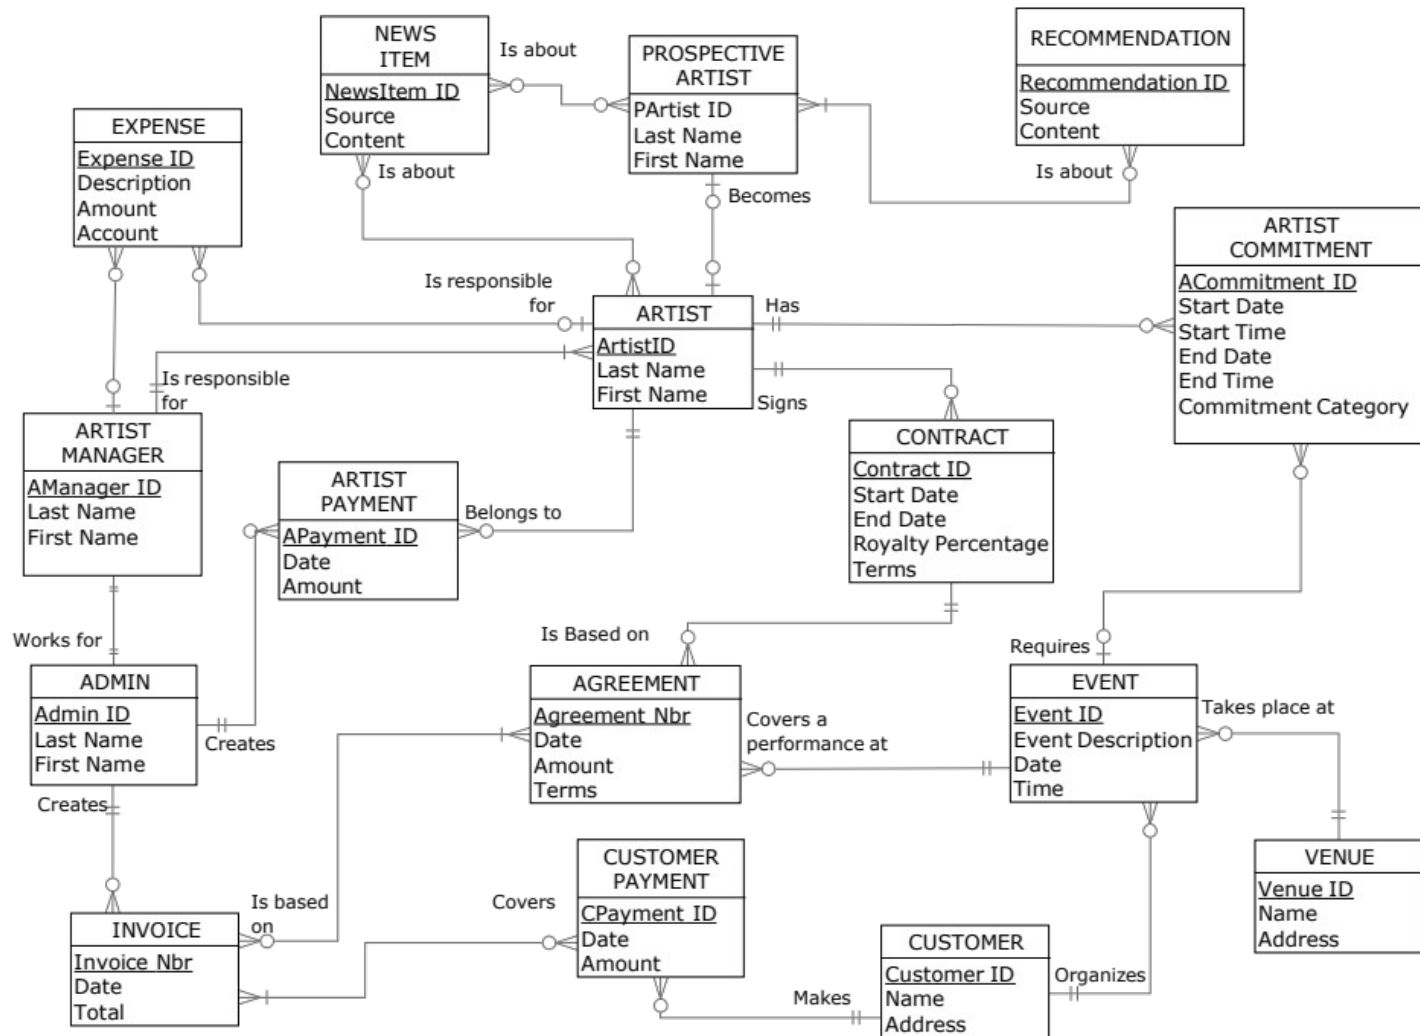 NEWS
ITEM
NewsItem ID
Source
Content
Is about
PROSPECTIVE
ARTIST
PArtist ID
Last Name
First Name
RECOMMENDATION
Recommendation ID
Source
Content
EXPENSE
Expense ID
Description
Amount
Account
Is about
Becomes
Is about
ARTIST
COMMITMENT
ACommitment ID
Start Date
Start Time
End Date
End Time
Commitment Category
Is responsible
for
ARTIST
ArtistID
Last Name
First Name
Has
Is responsible
for
Signs
ARTIST
MANAGER
AManager ID
Last Name
First Name
ARTIST
PAYMENT
APayment ID
Date
Amount
Belongs to
CONTRACT
Contract ID
Start Date
End Date
Royalty Percentage
Terms
Works for
Is Based on
Requires
ADMIN
Admin ID
Last Name
First Name
Creates
AGREEMENT
Agreement Nbr
Date
Amount
Terms
Covers a
performance at
EVENT
Event ID
Event Description
Date
Time
Takes place at
Creates
CUSTOMER
PAYMENT
CPayment ID
Date
Amount
VENUE
Venue ID
Name
Address
Is based
on
Covers
INVOICE
Invoice Nbr
Date
Total
Makes
CUSTOMER
Customer ID
Name
Address
Organizes